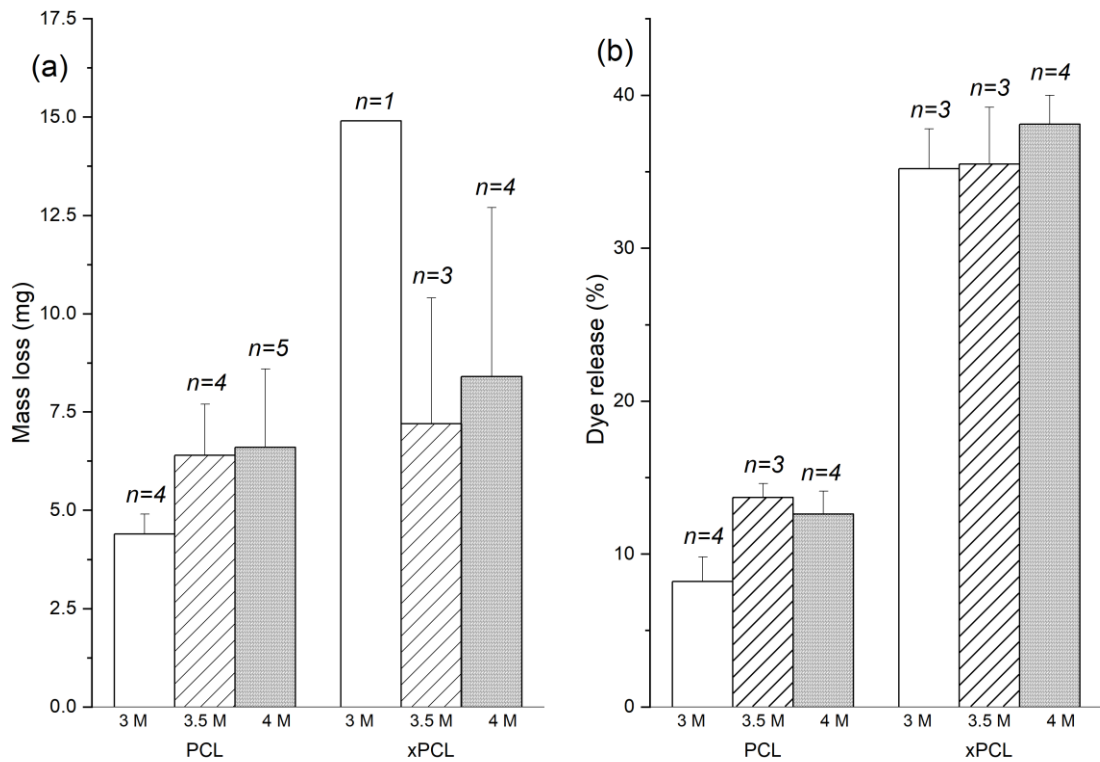 (a)
Mass loss (mg)
17.5
15.0
12.5
10.0
7.5
5.0
2.5
0.0
n=4
n=4
n=5
n=1
n=3
n=4
3 M 3.5 M 4 M 3 M 3.5 M 4 M
PCL xPCL
(b)
Dye release (%)
40
30
20
10
0
n=4
n=3
n=4
n=3
n=3
n=4
3 M 3.5 M 4 M 3 M 3.5 M 4 M
PCL xPCL